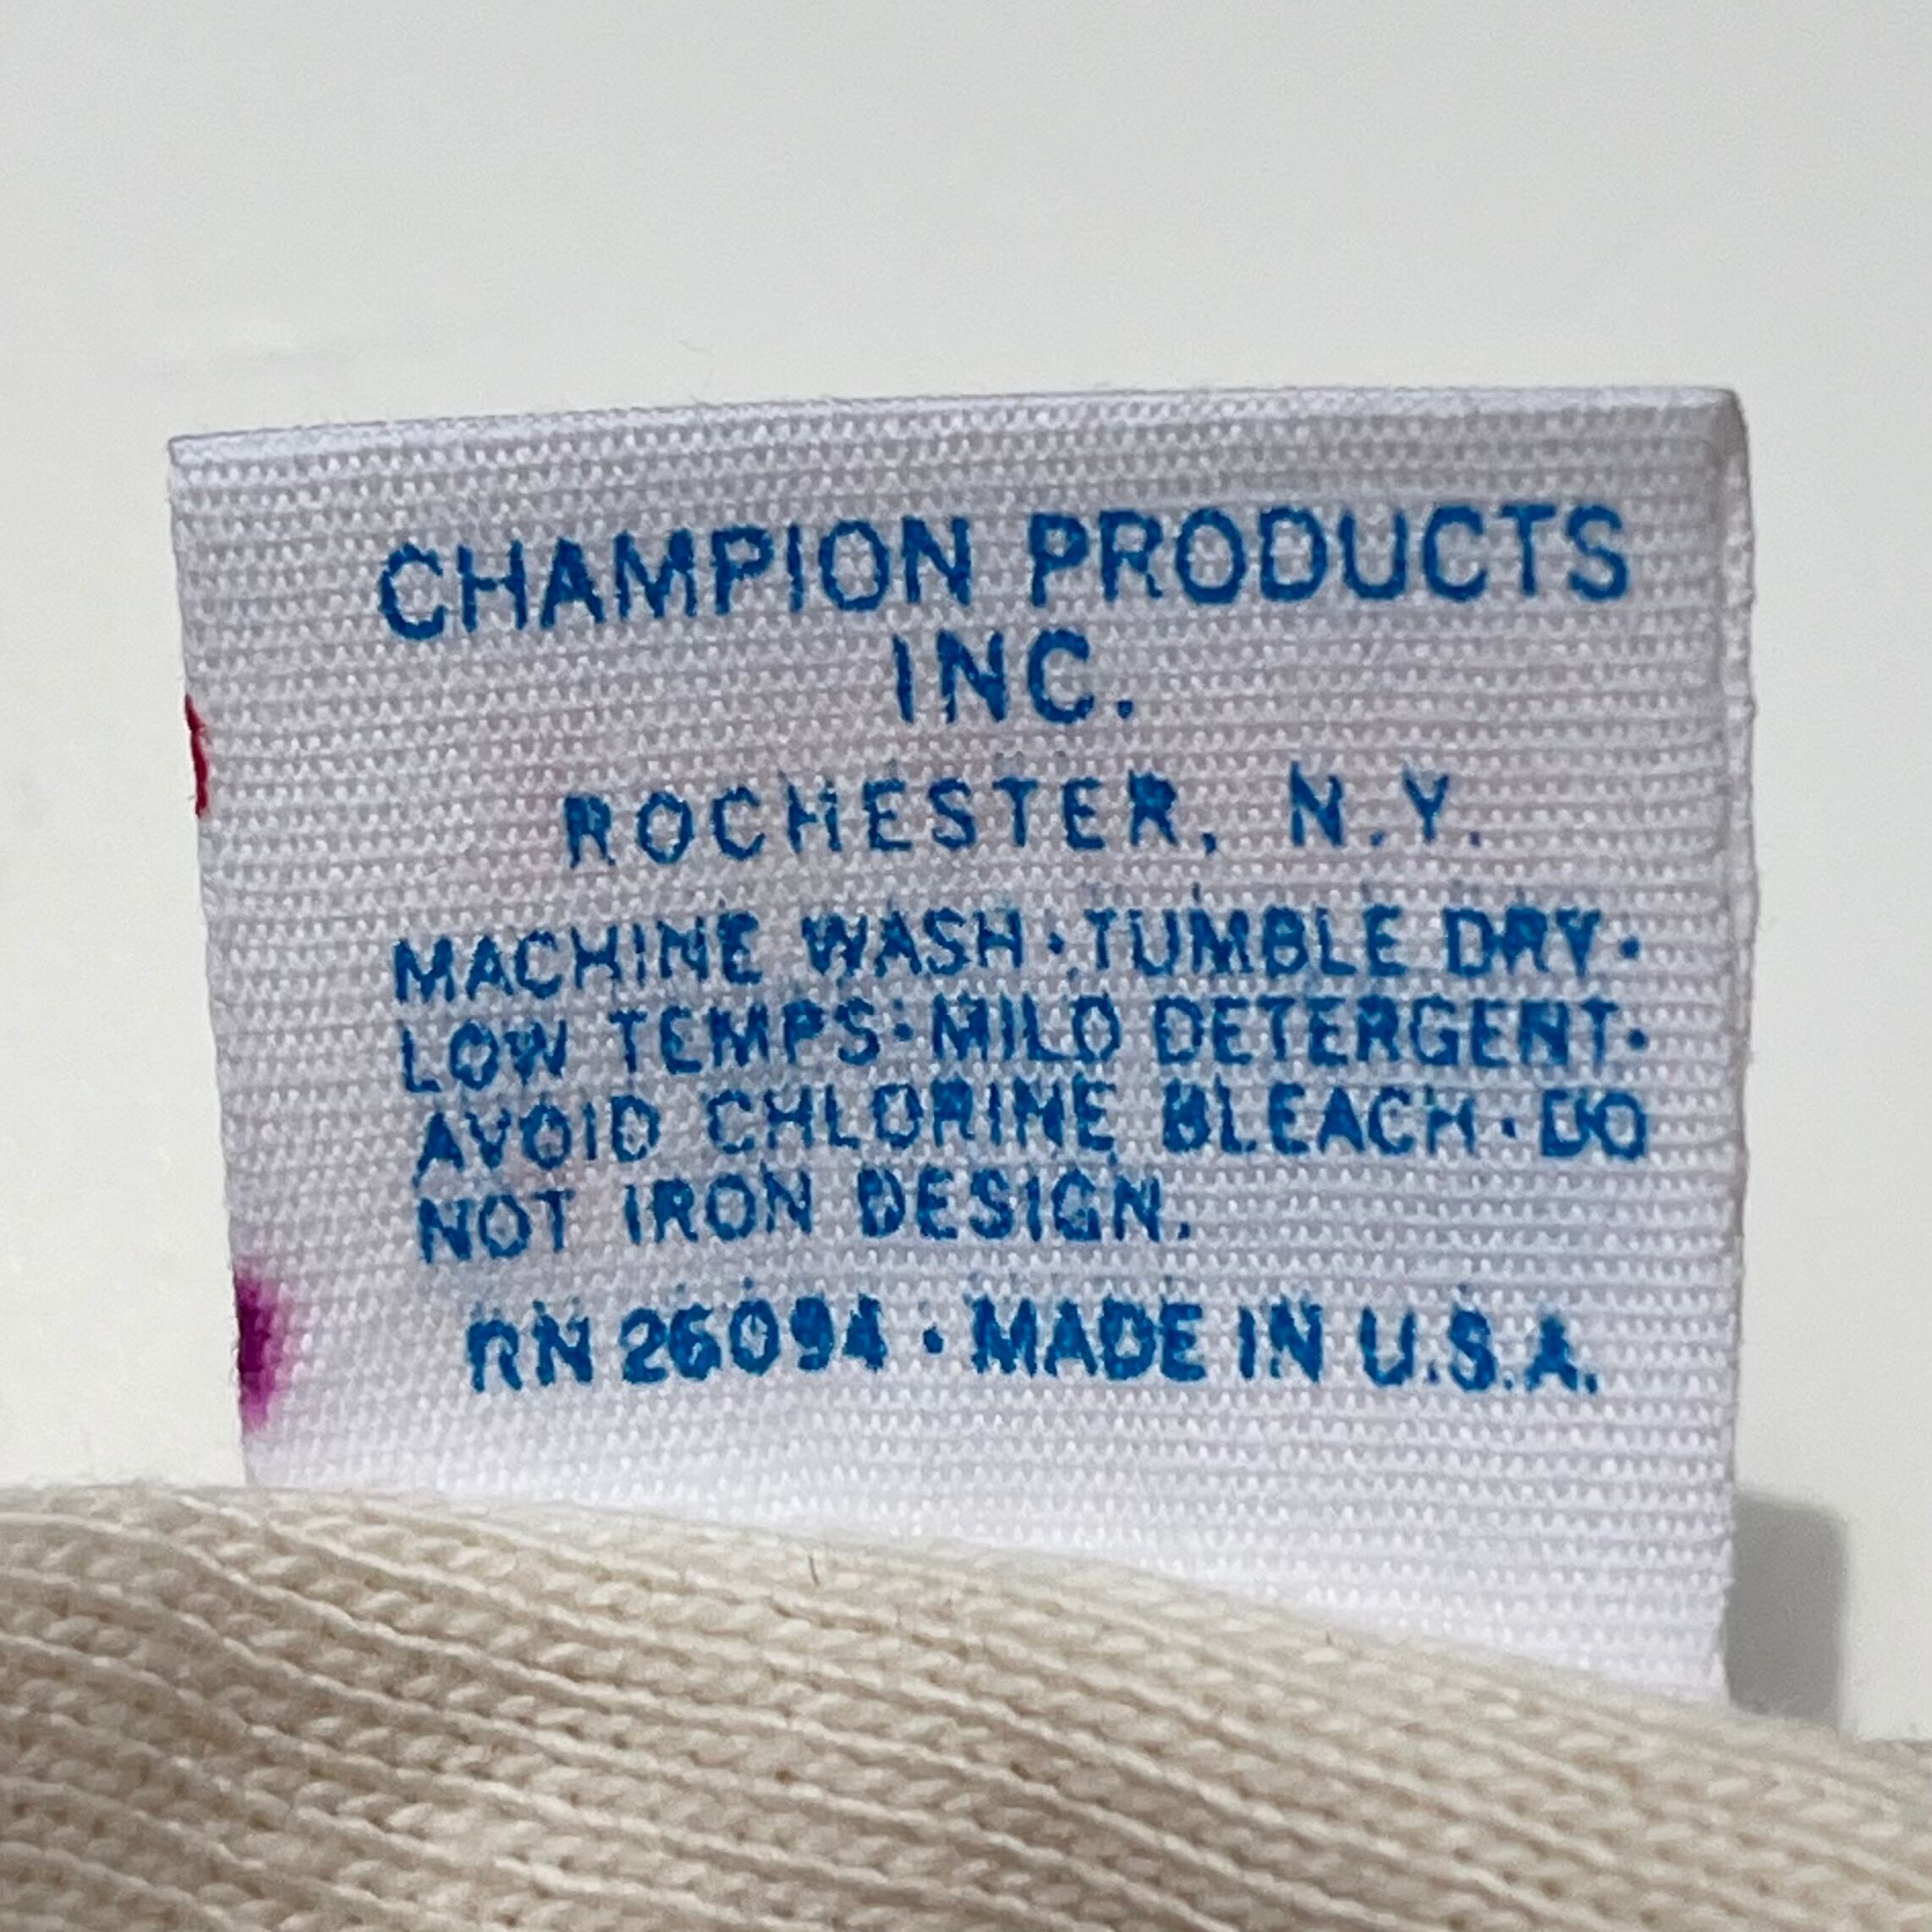 CHAMPION PRODUCTS
INC.
ROCHESTER, N.Y.
MACHINE WASH · TUMBLE DRY ·
LOW TEMPS · MILD DETERGENT ·
AVOID CHLORINE BLEACH · DO
NOT IRON DESIGN.
RN 26094 · MADE IN U.S.A.